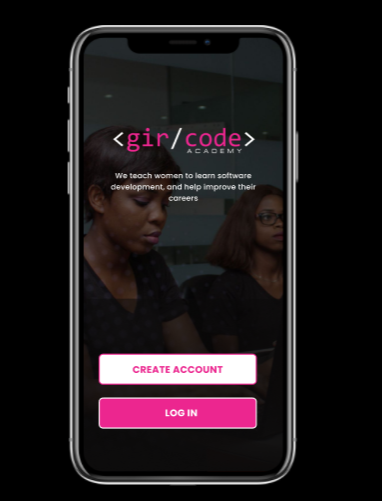 <gir/code>
ACADEMY
We teach women to learn software
development, and help improve their
careers
CREATE ACCOUNT
LOG IN